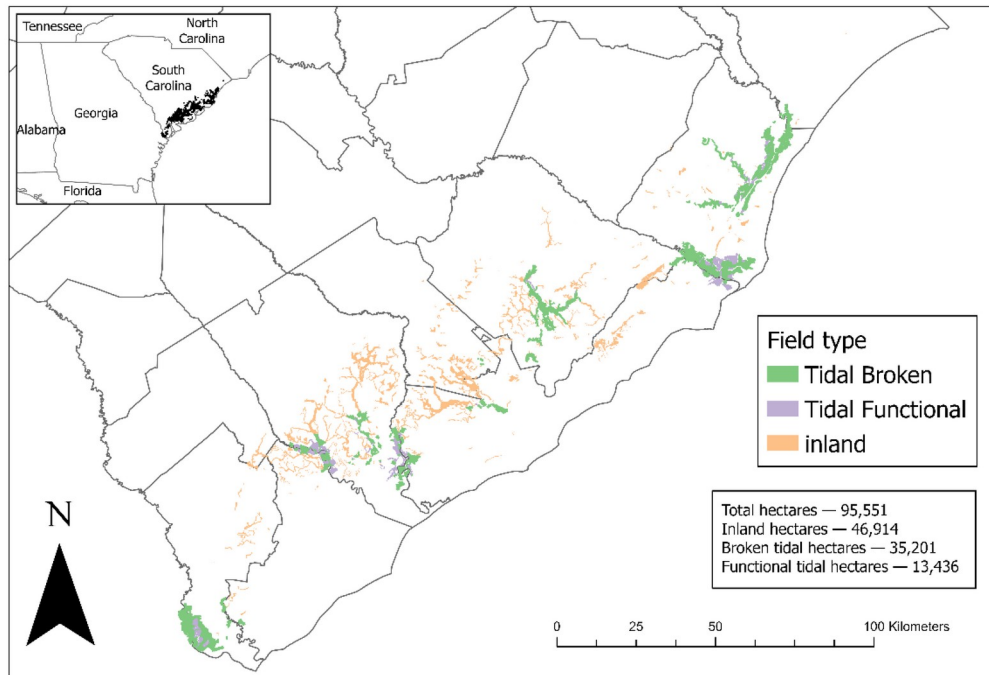 Tennessee
North
Carolina
South
Carolina
Georgia
Alabama
Florida
Field type
Tidal Broken
Tidal Functional
inland
Total hectares — 95,551
Inland hectares — 46,914
Broken tidal hectares — 35,201
Functional tidal hectares — 13,436
N
0 25 50 100 Kilometers